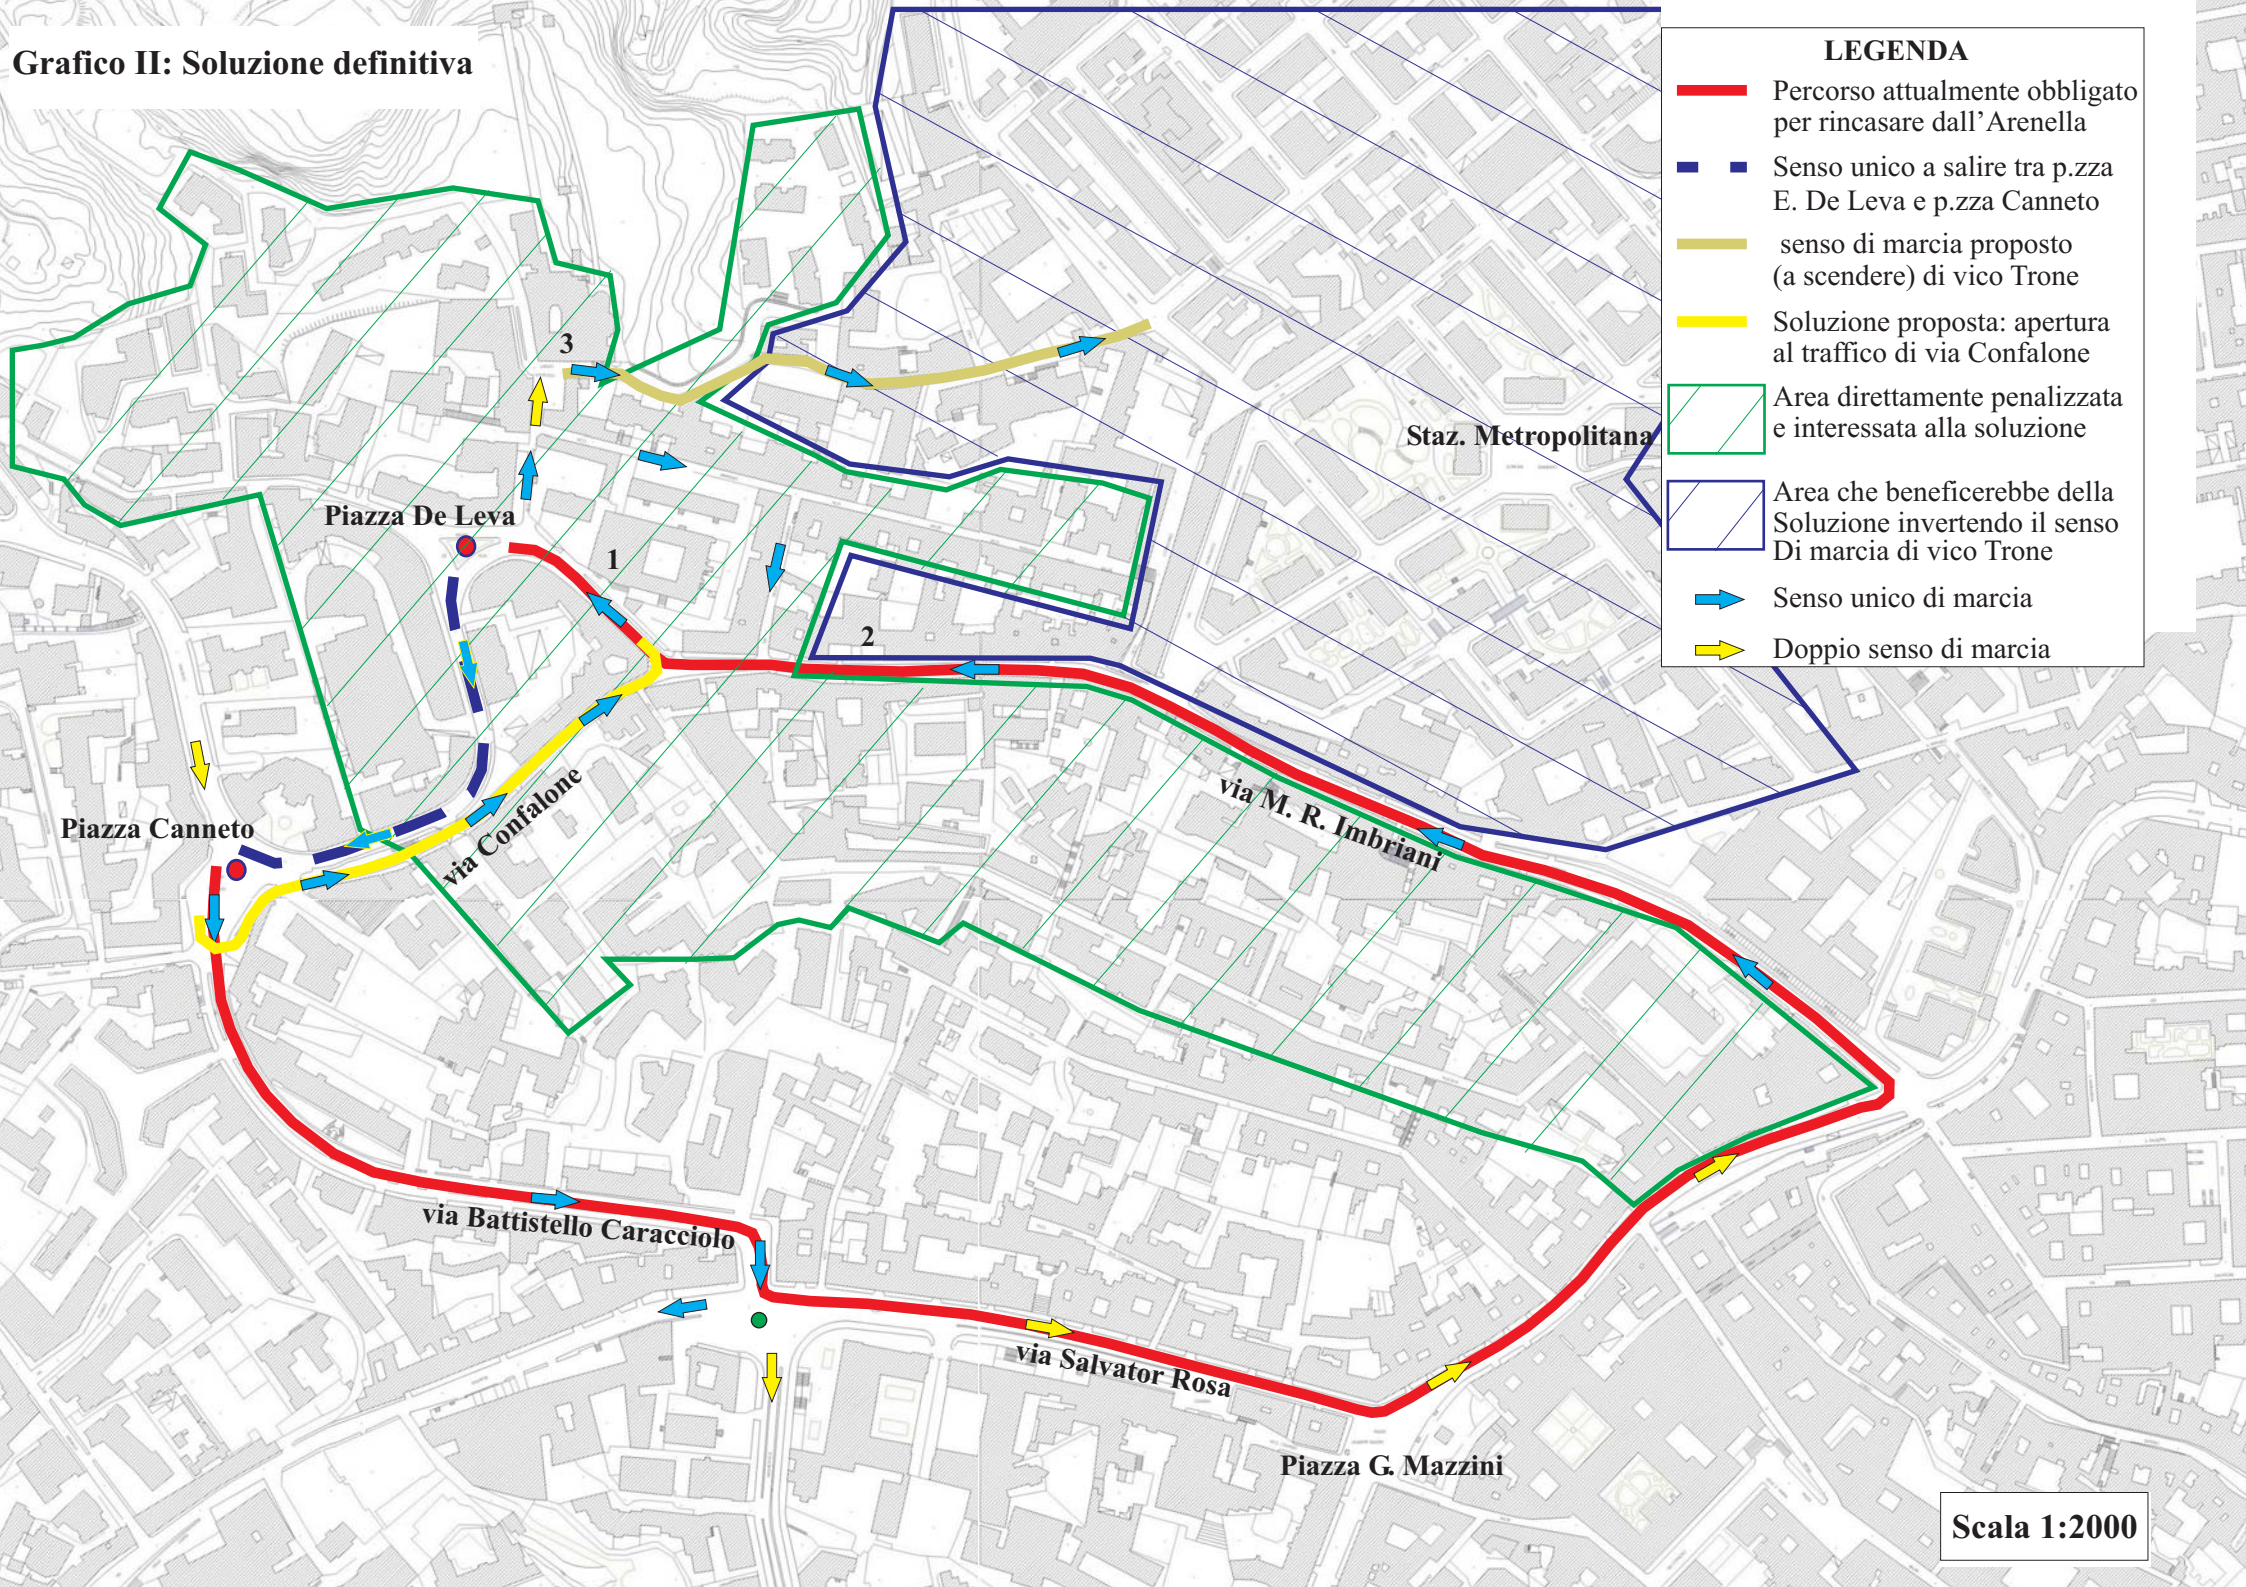 Grafico II: Soluzione definitiva
LEGENDA
Percorso attualmente obbligato
per rincasare dall'Arenella
Senso unico a salire tra p.zza
E. De Leva e p.zza Canneto
senso di marcia proposto
(a scendere) di vico Trone
Soluzione proposta: apertura
al traffico di via Confalone
Area direttamente penalizzata
e interessata alla soluzione
Area che beneficerebbe della
Soluzione invertendo il senso
Di marcia di vico Trone
Senso unico di marcia
Doppio senso di marcia
3
Staz. Metropolitana
Piazza De Leva
1
2
Piazza Canneto
via Confalone
via M. R. Imbriani
via Battistello Caracciolo
via Salvator Rosa
Piazza G. Mazzini
Scala 1:2000